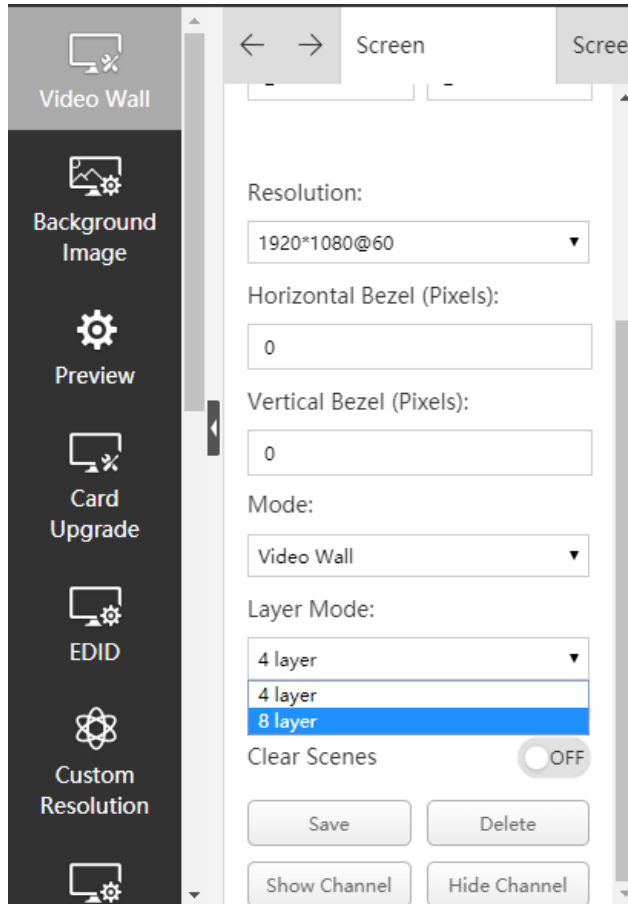 Video Wall
Background
Image
Preview
Card
Upgrade
EDID
Custom
Resolution
Screen
Resolution:
1920*1080@60
Horizontal Bezel (Pixels):
0
Vertical Bezel (Pixels):
0
Mode:
Video Wall
Layer Mode:
4 layer
4 layer
8 layer
Clear Scenes OFF
Save Delete
Show Channel Hide Channel